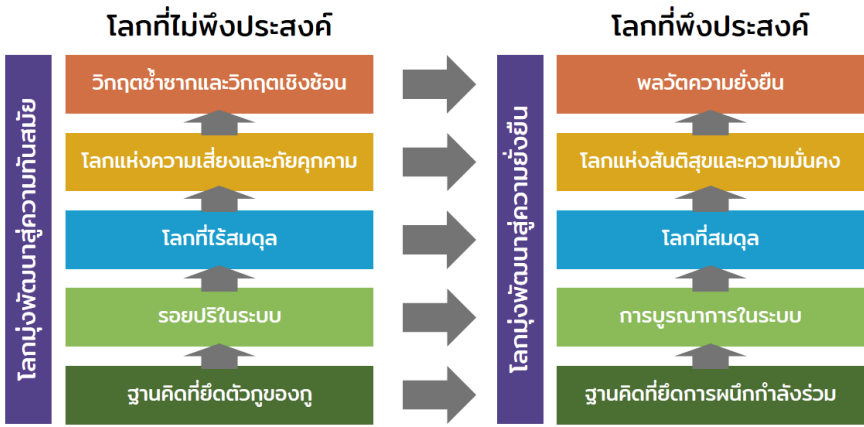 โลกที่ไม่พึงประสงค์
โลกมุ่งพัฒนาสู่ความทันสมัย
วิกฤตซ้ำซากและวิกฤตเชิงซ้อน
โลกแห่งความเสี่ยงและภัยคุกคาม
โลกที่ไร้สมดุล
รอยปริในระบบ
ฐานคิดที่ยึดตัวกูของกู
โลกที่พึงประสงค์
โลกมุ่งพัฒนาสู่ความยั่งยืน
พลวัตความยั่งยืน
โลกแห่งสันติสุขและความมั่นคง
โลกที่สมดุล
การบูรณาการในระบบ
ฐานคิดที่ยึดการผนึกกำลังร่วม